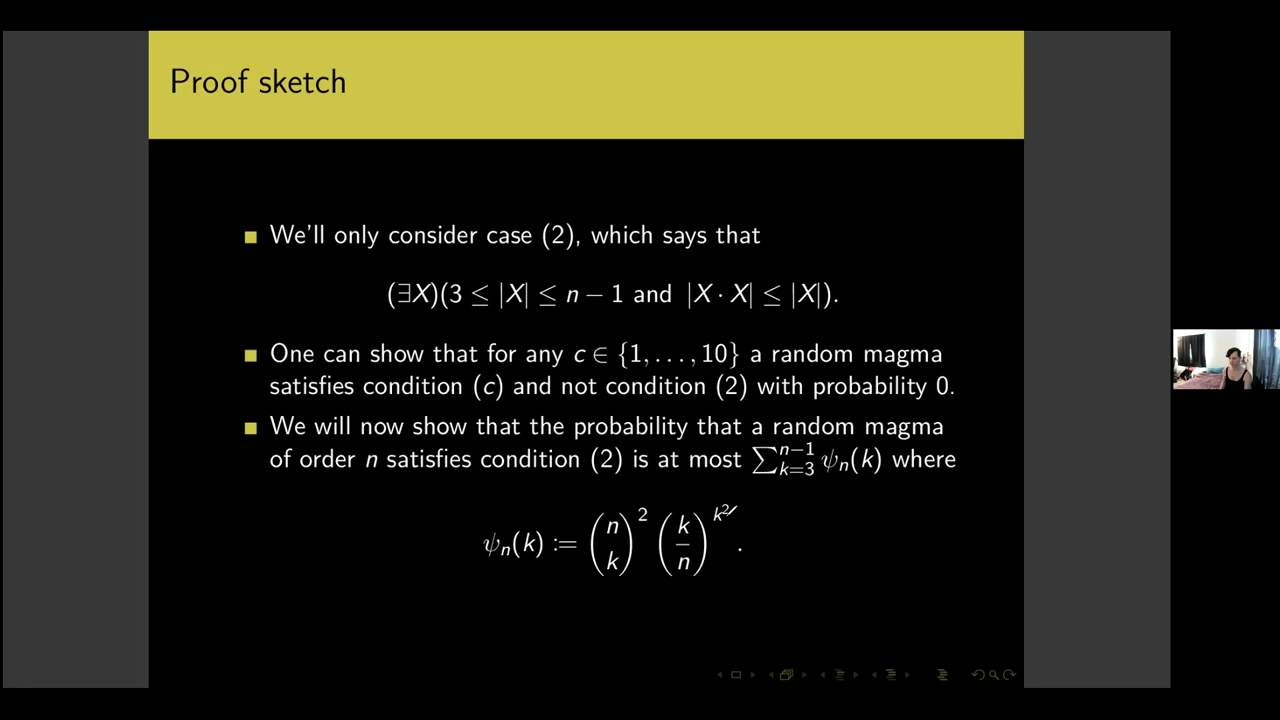 Proof sketch
We'll only consider case (2), which says that
(∃X)(3 ≤ |X| ≤ n − 1 and |X · X| ≤ |X|).
One can show that for any c ∈ {1, . . . , 10} a random magma
satisfies condition (c) and not condition (2) with probability 0.
We will now show that the probability that a random magma
of order n satisfies condition (2) is at most ∑_{k=3}^{n−1} ψ_n(k) where
ψ_n(k) := \binom{n}{k}^2 (k/n)^{k^2}.